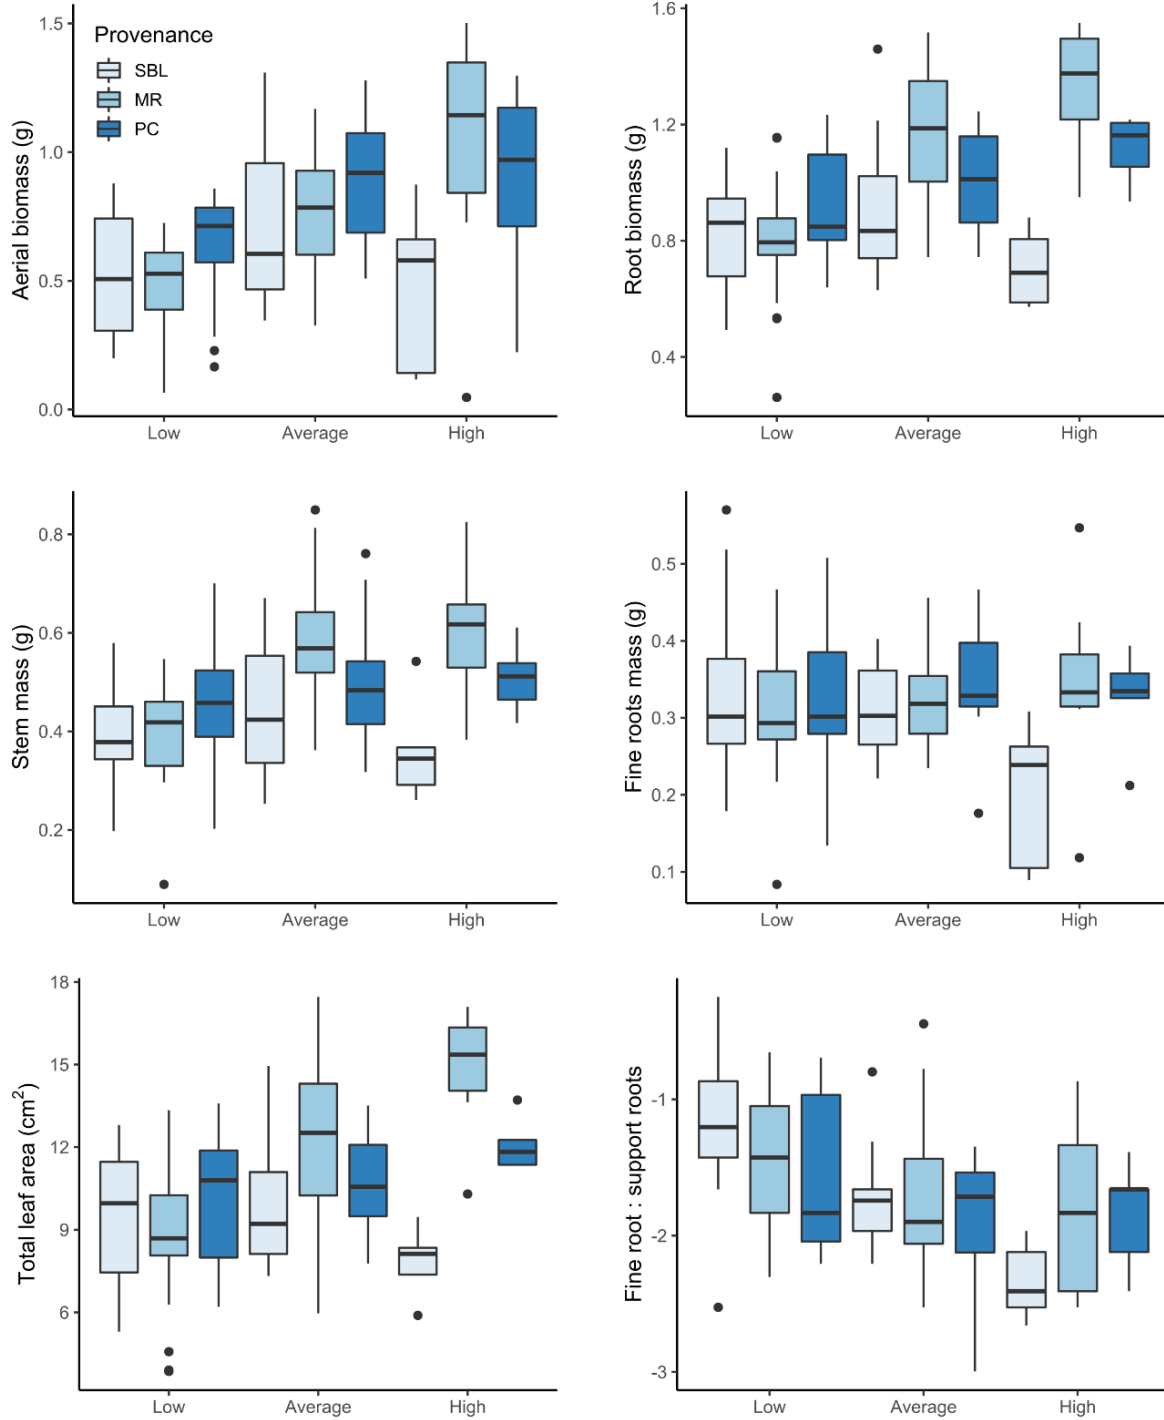 Aerial biomass (g)
1.5
1.0
0.5
0.0
Provenance
SBL
MR
PC
Low Average High
Root biomass (g)
1.6
1.2
0.8
0.4
Low Average High
Stem mass (g)
0.8
0.6
0.4
0.2
Low Average High
Fine roots mass (g)
0.5
0.4
0.3
0.2
0.1
Low Average High
Total leaf area (cm²)
18
15
12
9
6
Low Average High
Fine root : support roots
-1
-2
-3
Low Average High